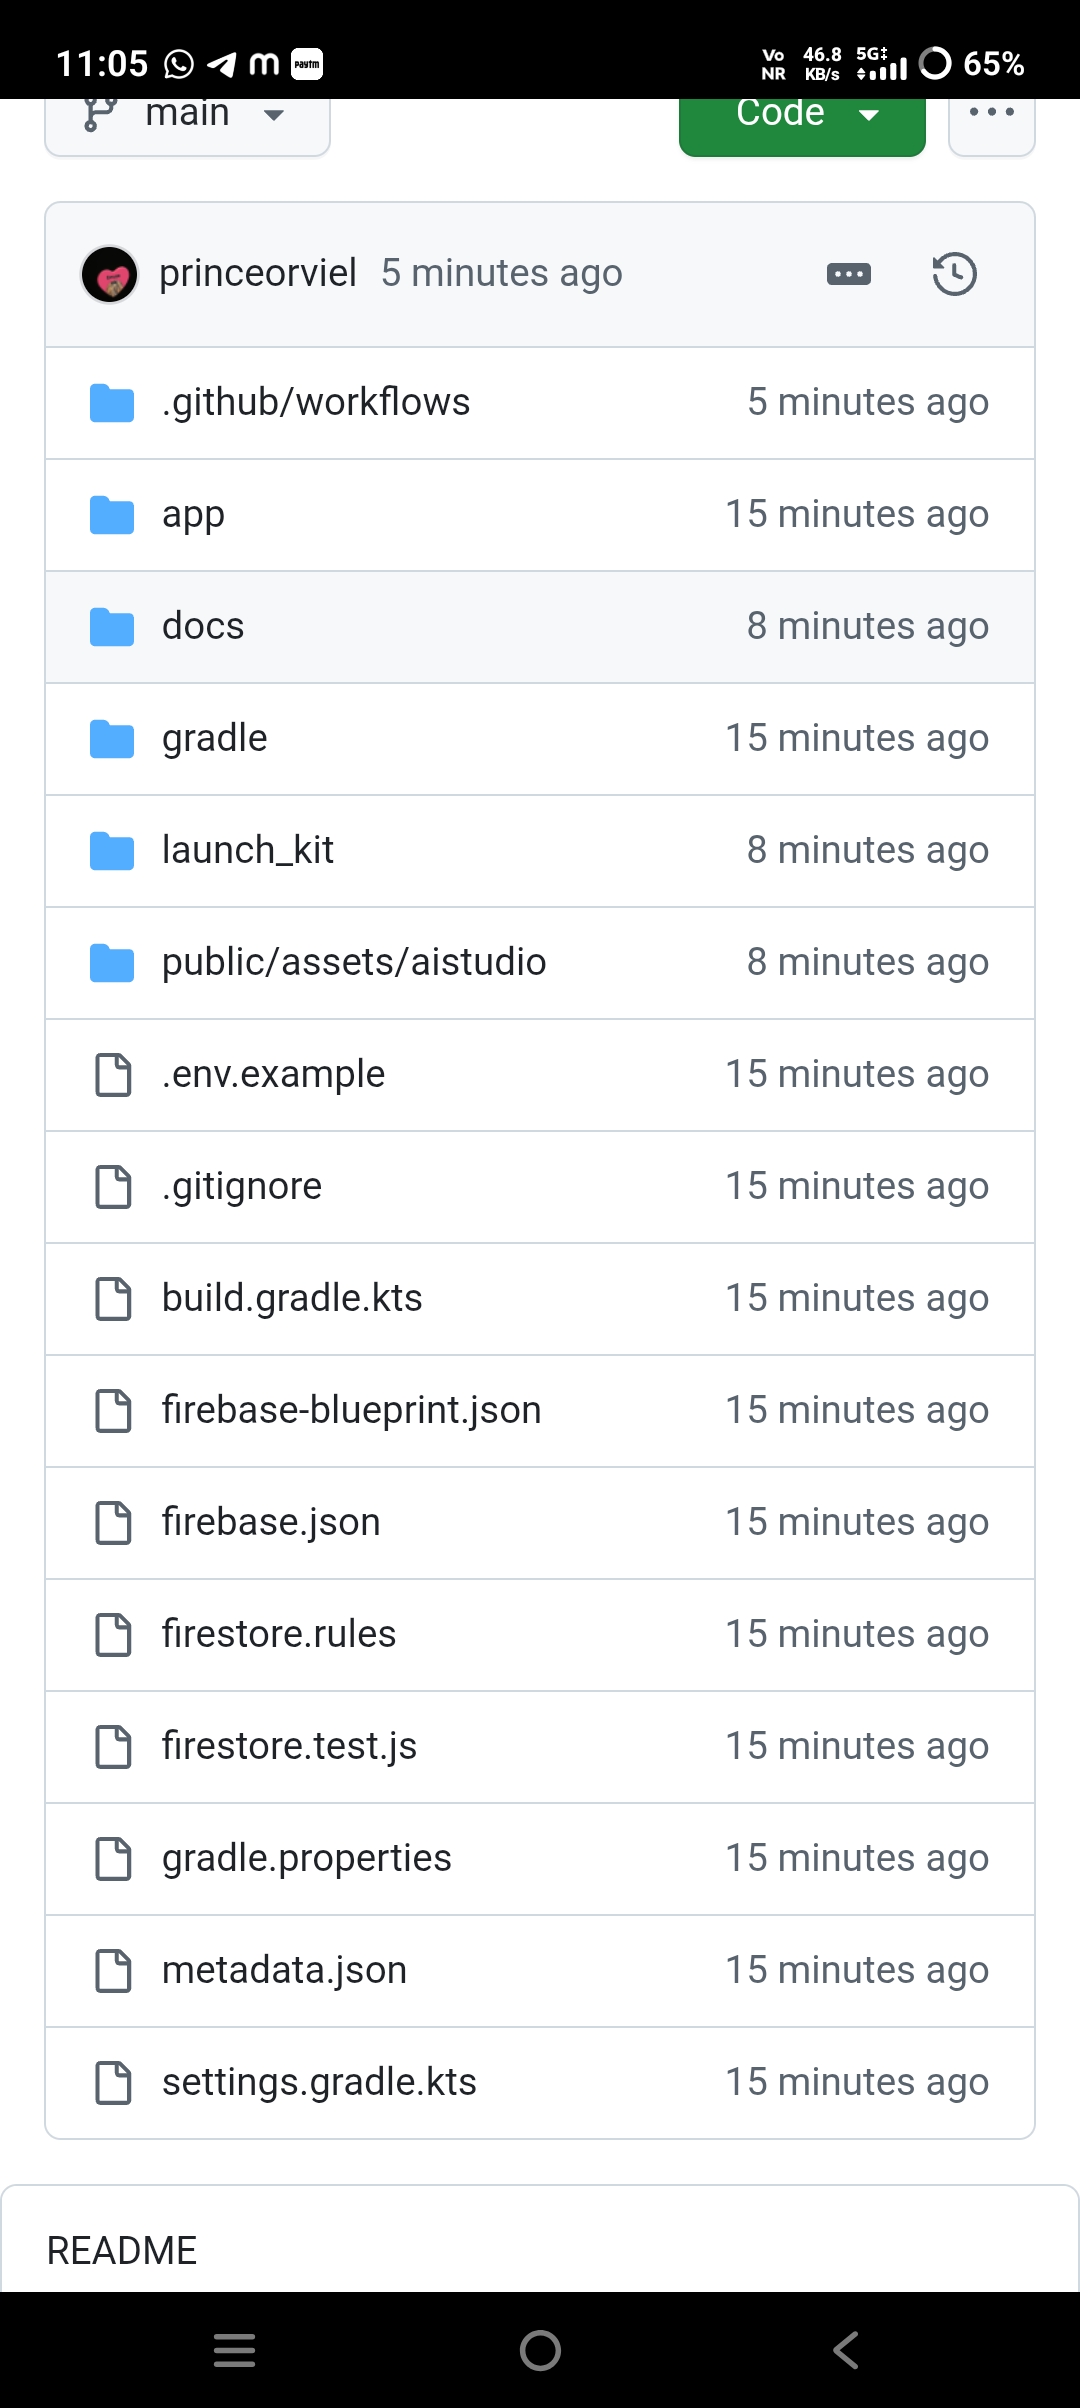 11:05 m paytm Vo NR 46.8 KB/s 5G 65%
main Code
princeorviel 5 minutes ago
.github/workflows 5 minutes ago
app 15 minutes ago
docs 8 minutes ago
gradle 15 minutes ago
launch_kit 8 minutes ago
public/assets/aistudio 8 minutes ago
.env.example 15 minutes ago
.gitignore 15 minutes ago
build.gradle.kts 15 minutes ago
firebase-blueprint.json 15 minutes ago
firebase.json 15 minutes ago
firestore.rules 15 minutes ago
firestore.test.js 15 minutes ago
gradle.properties 15 minutes ago
metadata.json 15 minutes ago
settings.gradle.kts 15 minutes ago
README